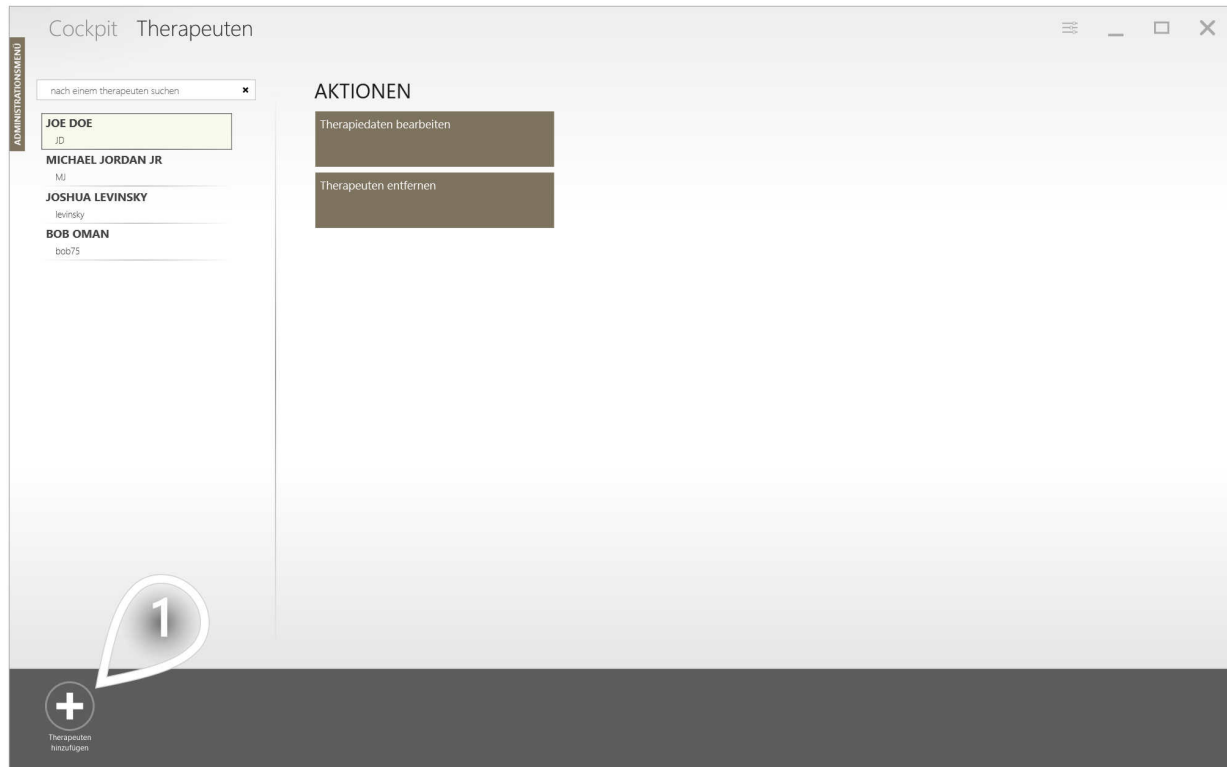 Cockpit Therapeuten
ADMINISTRATIONSMENÜ
nach einem therapeuten suchen
JOE DOE
JD
MICHAEL JORDAN JR
MJ
JOSHUA LEVINSKY
levinsky
BOB OMAN
bob75
AKTIONEN
Therapiedaten bearbeiten
Therapeuten entfernen
1
Therapeuten
hinzufügen